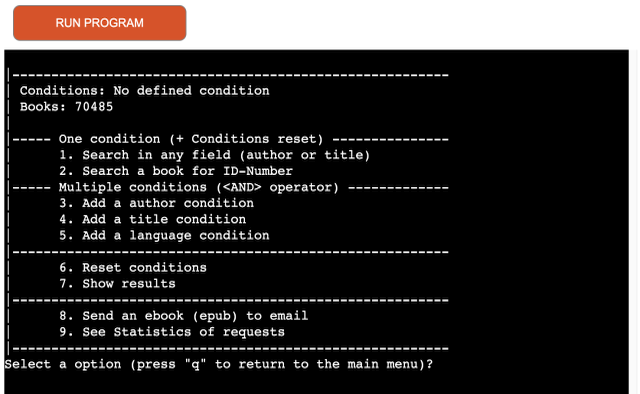 RUN PROGRAM
|--------------------------------------------------------
| Conditions: No defined condition
| Books: 70485
|
|----- One condition (+ Conditions reset) ---------------
| 1. Search in any field (author or title)
| 2. Search a book for ID-Number
|----- Multiple conditions (<AND> operator) -------------
| 3. Add a author condition
| 4. Add a title condition
| 5. Add a language condition
|--------------------------------------------------------
| 6. Reset conditions
| 7. Show results
|--------------------------------------------------------
| 8. Send an ebook (epub) to email
| 9. See Statistics of requests
|--------------------------------------------------------
Select a option (press "q" to return to the main menu)?